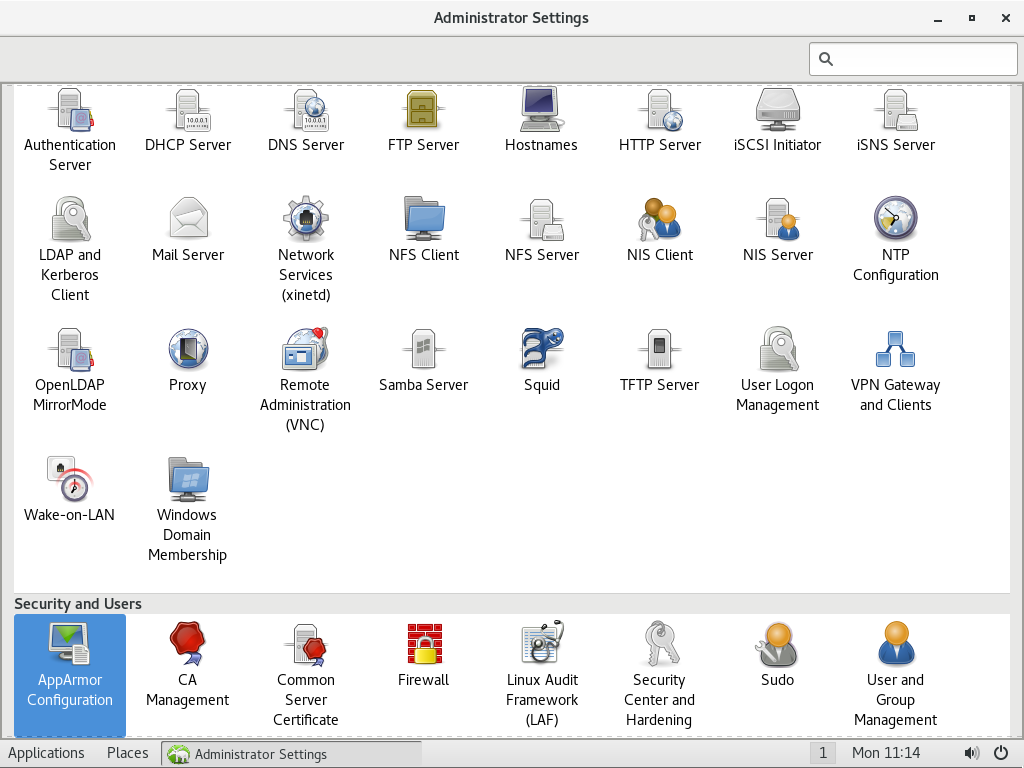 Administrator Settings
Authentication Server
DHCP Server
DNS Server
FTP Server
Hostnames
HTTP Server
iSCSI Initiator
iSNS Server
LDAP and Kerberos Client
Mail Server
Network Services (xinetd)
NFS Client
NFS Server
NIS Client
NIS Server
NTP Configuration
OpenLDAP MirrorMode
Proxy
Remote Administration (VNC)
Samba Server
Squid
TFTP Server
User Logon Management
VPN Gateway and Clients
Wake-on-LAN
Windows Domain Membership
Security and Users
AppArmor Configuration
CA Management
Common Server Certificate
Firewall
Linux Audit Framework (LAF)
Security Center and Hardening
Sudo
User and Group Management
Applications Places Administrator Settings 1 Mon 11:14